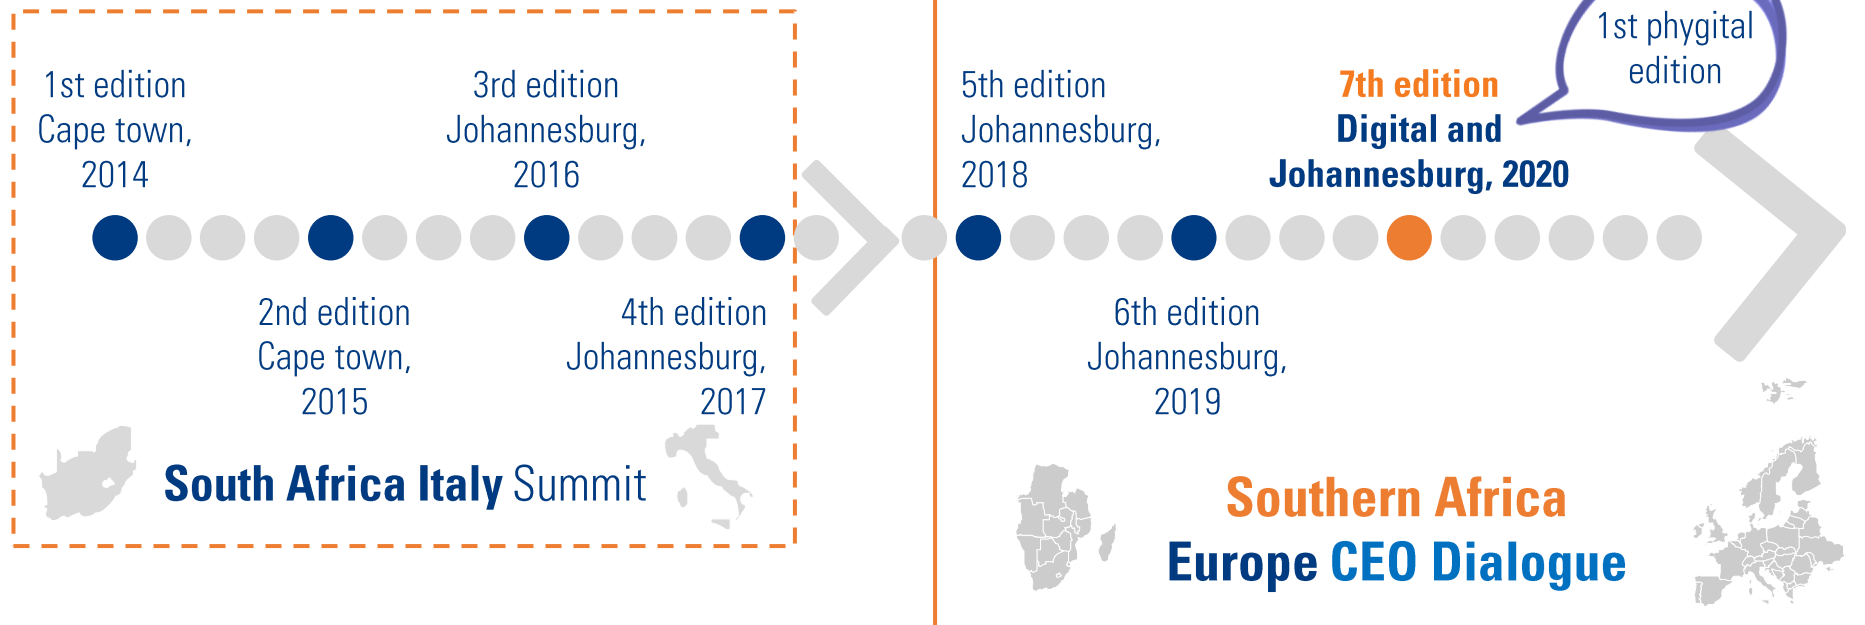 1st edition
Cape town,
2014
2nd edition
Cape town,
2015
3rd edition
Johannesburg,
2016
4th edition
Johannesburg,
2017
South Africa Italy Summit
5th edition
Johannesburg,
2018
6th edition
Johannesburg,
2019
7th edition
Digital and
Johannesburg, 2020
1st phygital
edition
Southern Africa
Europe CEO Dialogue